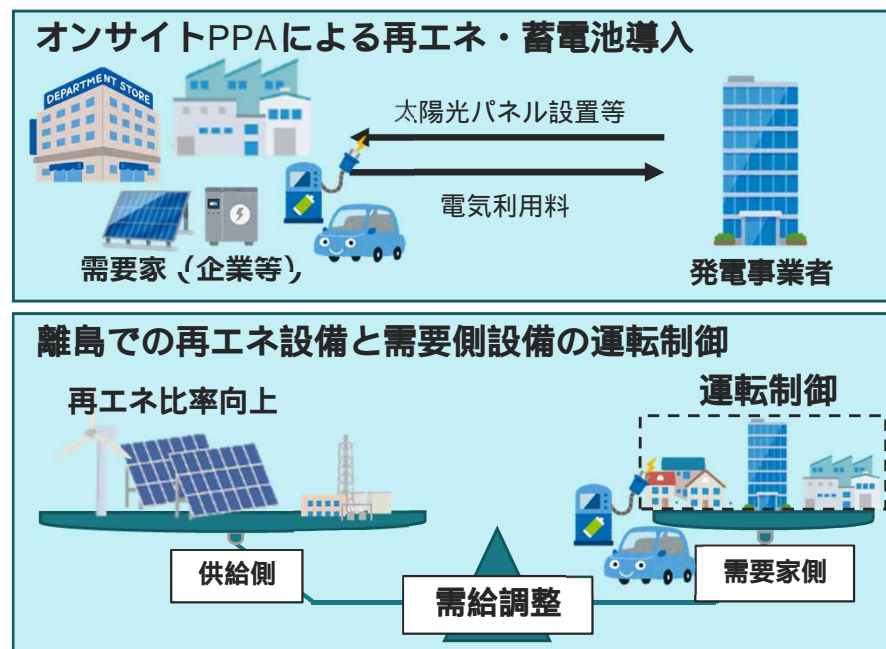 オンサイトPPAによる再エネ・蓄電池導入
DEPARTMENT STORE
太陽光パネル設置等
電気利用料
需要家（企業等）
発電事業者
離島での再エネ設備と需要側設備の運転制御
再エネ比率向上
運転制御
供給側
需要家側
需給調整